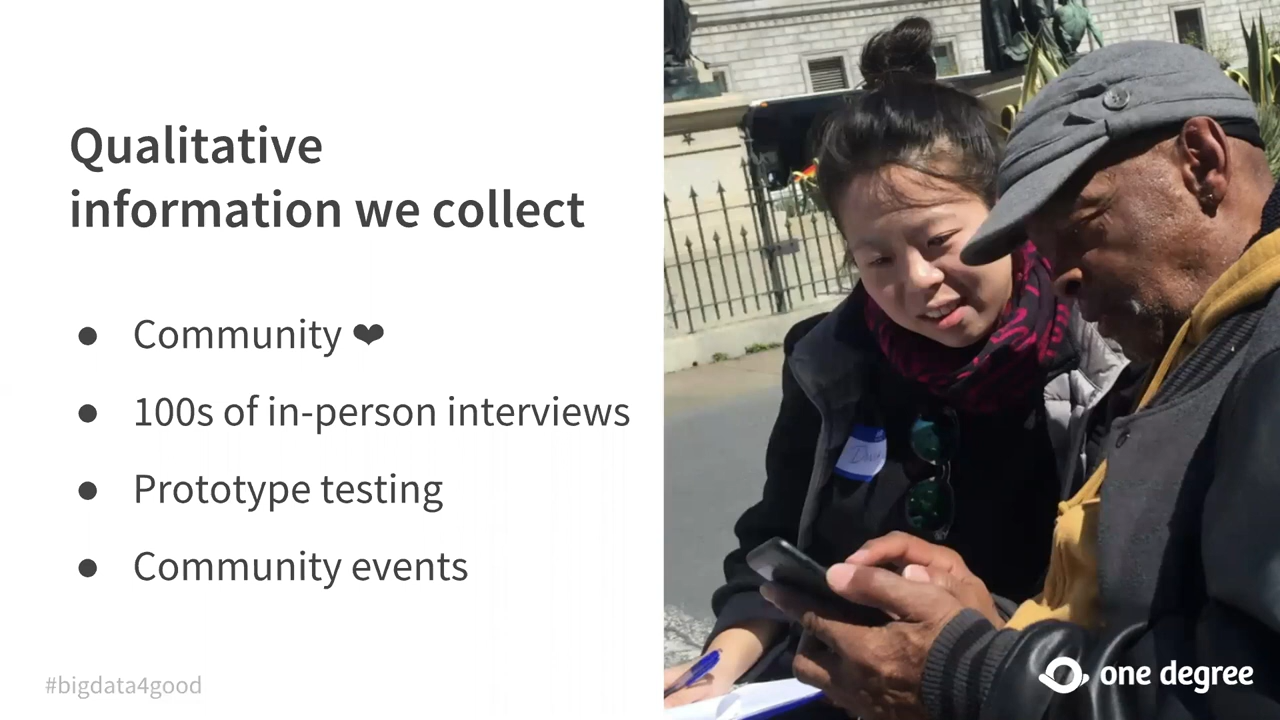 Qualitative
information we collect
● Community ❤
● 100s of in-person interviews
● Prototype testing
● Community events
#bigdata4good
one degree